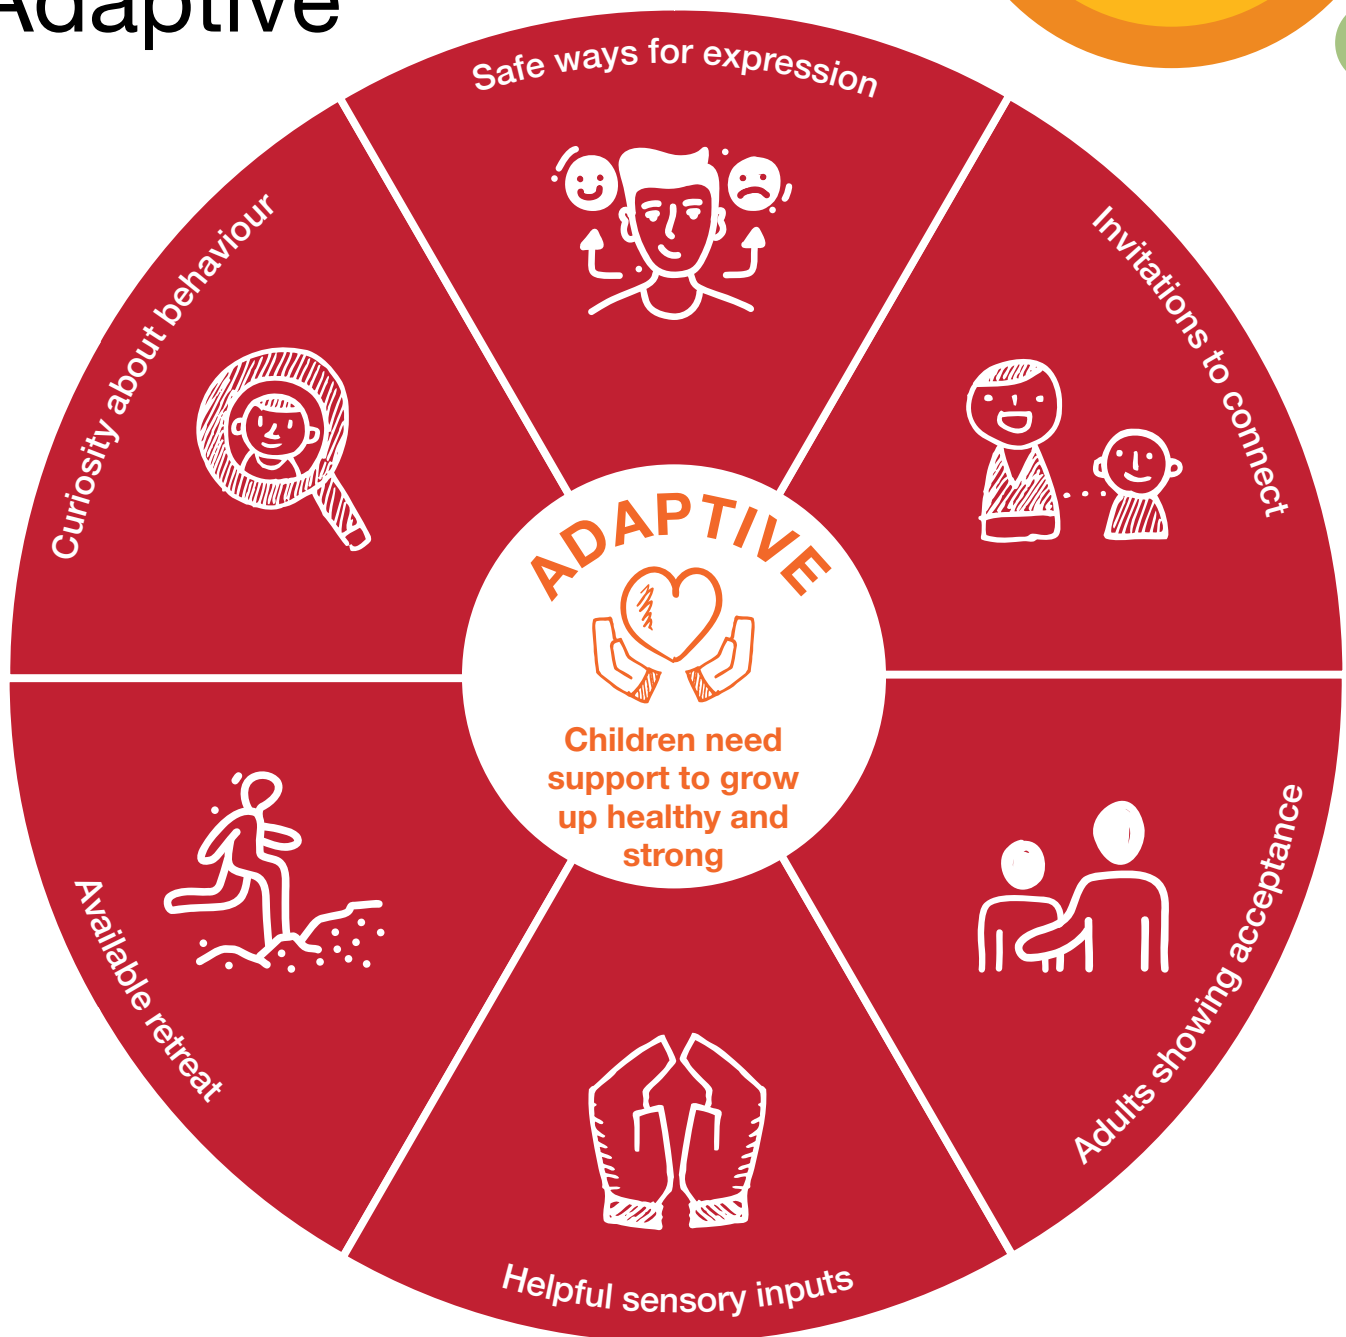 Adaptive
Safe ways for expression
Invitations to connect
Adults showing acceptance
Helpful sensory inputs
Available retreat
Curiosity about behaviour
ADAPTIVE
Children need
support to grow
up healthy and
strong